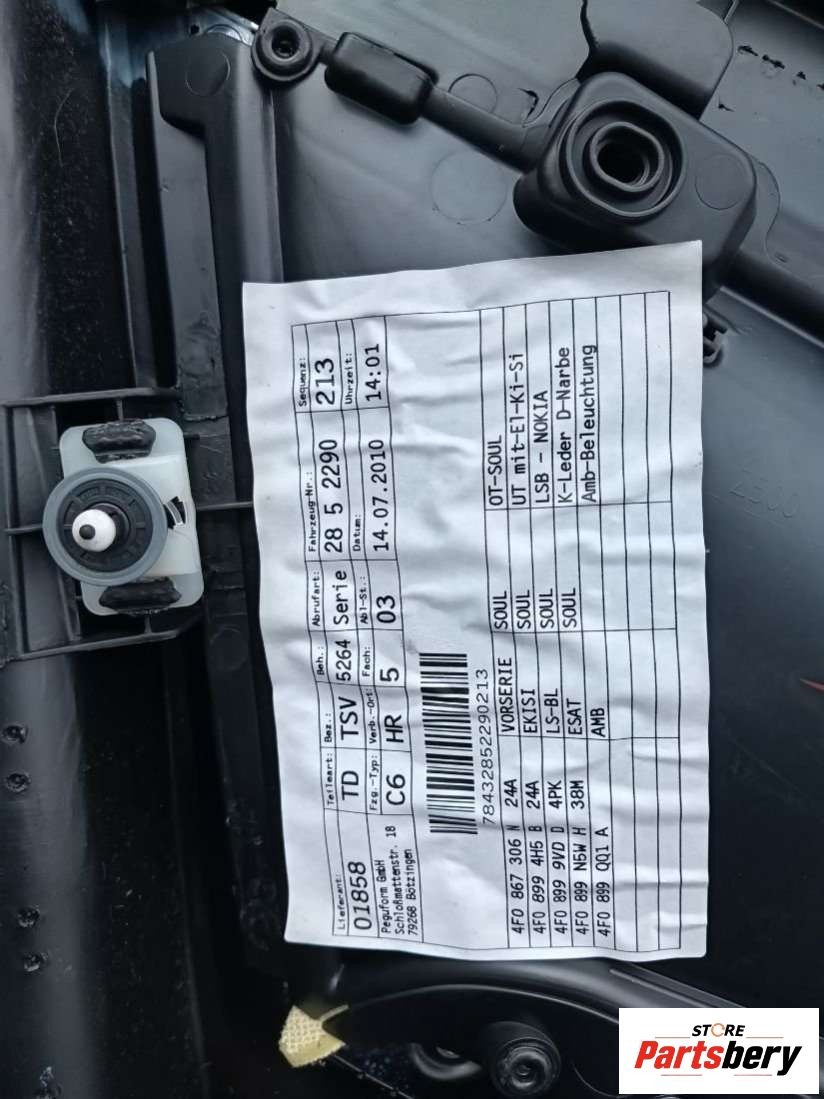 Lieferant: Teileart: Bez.: Beh.: Abrufart: Fahrzeug-Nr.: Sequenz:
01858 TD TSV 5264 Serie 28 5 2290 213
Peguform GmbH Fzg.-Typ: Verb.-Ort: Fach: Abl-St.: Datum: Uhrzeit:
Schloßmattenstr. 18 C6 HR 5 03 14.07.2010 14:01
79268 Bötzingen
78432852290213
4F0 867 306 N 24A VORSERIE SOUL OT-SOUL
4F0 899 4H5 B 24A EKISI SOUL UT mit-El-Ki-Si
4F0 899 9VD D 4PK LS-BL SOUL LSB - NOKIA
4F0 899 N5W H 38M ESAT SOUL K-Leder D-Narbe
4F0 899 QQ1 A AMB Amb-Beleuchtung
STORE
Partsbery